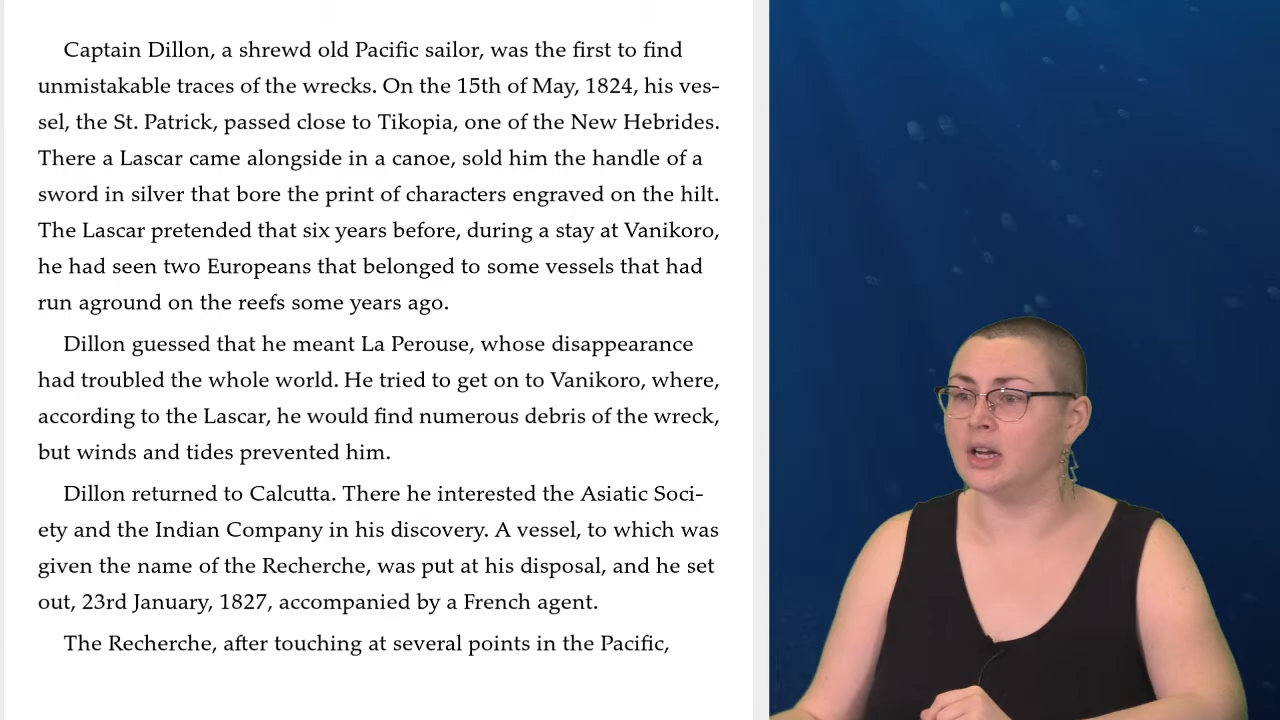 Captain Dillon, a shrewd old Pacific sailor, was the first to find
unmistakable traces of the wrecks. On the 15th of May, 1824, his ves-
sel, the St. Patrick, passed close to Tikopia, one of the New Hebrides.
There a Lascar came alongside in a canoe, sold him the handle of a
sword in silver that bore the print of characters engraved on the hilt.
The Lascar pretended that six years before, during a stay at Vanikoro,
he had seen two Europeans that belonged to some vessels that had
run aground on the reefs some years ago.
Dillon guessed that he meant La Perouse, whose disappearance
had troubled the whole world. He tried to get on to Vanikoro, where,
according to the Lascar, he would find numerous debris of the wreck,
but winds and tides prevented him.
Dillon returned to Calcutta. There he interested the Asiatic Soci-
ety and the Indian Company in his discovery. A vessel, to which was
given the name of the Recherche, was put at his disposal, and he set
out, 23rd January, 1827, accompanied by a French agent.
The Recherche, after touching at several points in the Pacific,